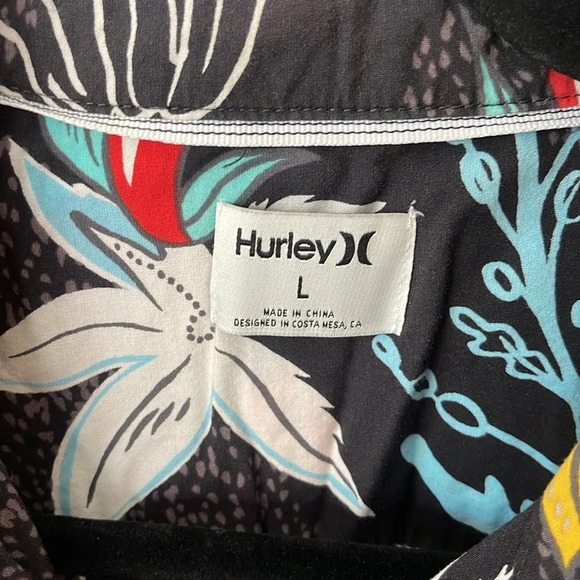 Hurley
L
MADE IN CHINA
DESIGNED IN COSTA MESA, CA